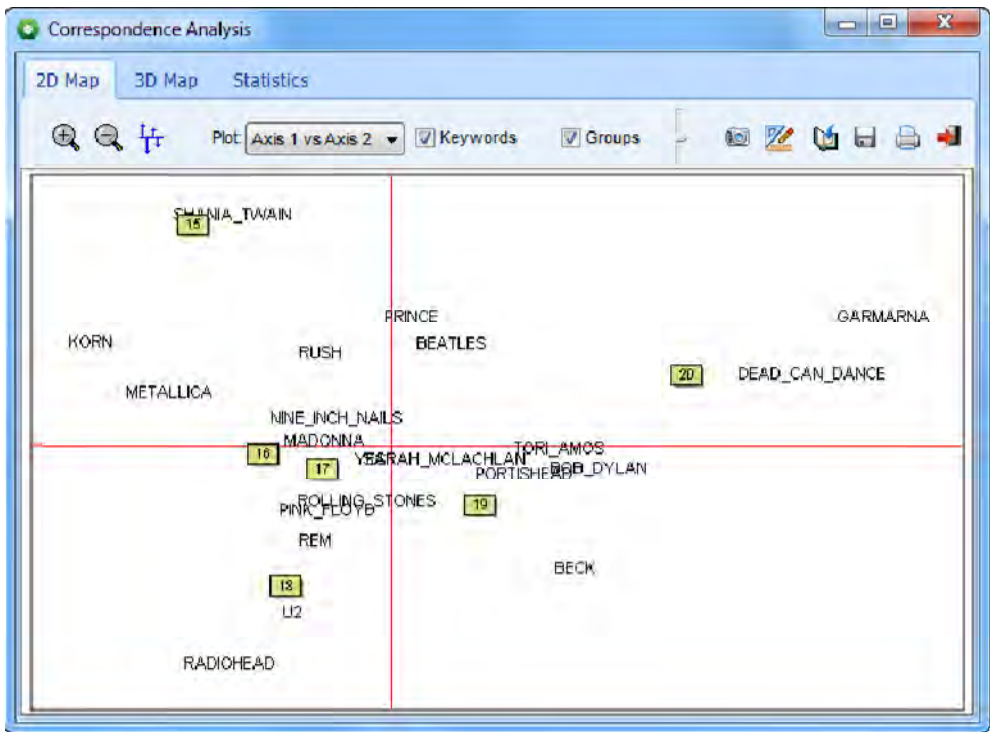 Correspondence Analysis
2D Map 3D Map Statistics
Plot: Axis 1 vs Axis 2 Keywords Groups
SHANIA_TWAIN
15
PRINCE
GARMARNA
KORN
BEATLES
RUSH
20
DEAD_CAN_DANCE
METALLICA
NINE_INCH_NAILS
MADONNA
TORI_AMOS
16
YES
SARAH_MCLACHLAN
17
BOB_DYLAN
PORTISHEAD
ROLLING_STONES
PINK_FLOYD
19
REM
BECK
18
U2
RADIOHEAD